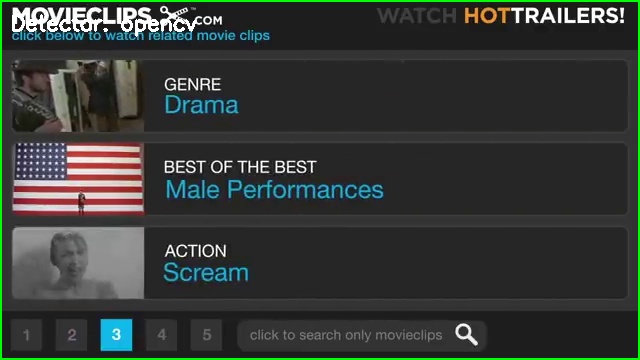 MOVIECLIPS.COM
WATCH HOTTRAILERS!
Detector: opencv
click below to watch related movie clips
GENRE
Drama
BEST OF THE BEST
Male Performances
ACTION
Scream
1 2 3 4 5
click to search only movieclips